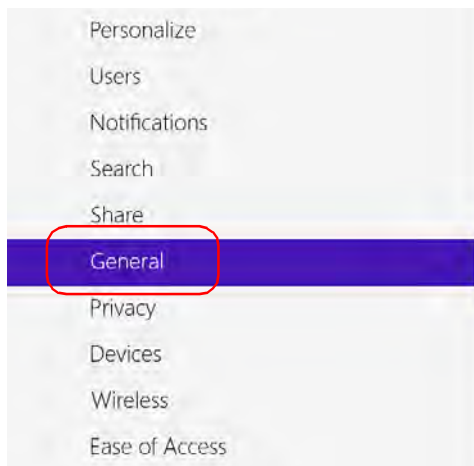 Personalize
Users
Notifications
Search
Share
General
Privacy
Devices
Wireless
Ease of Access